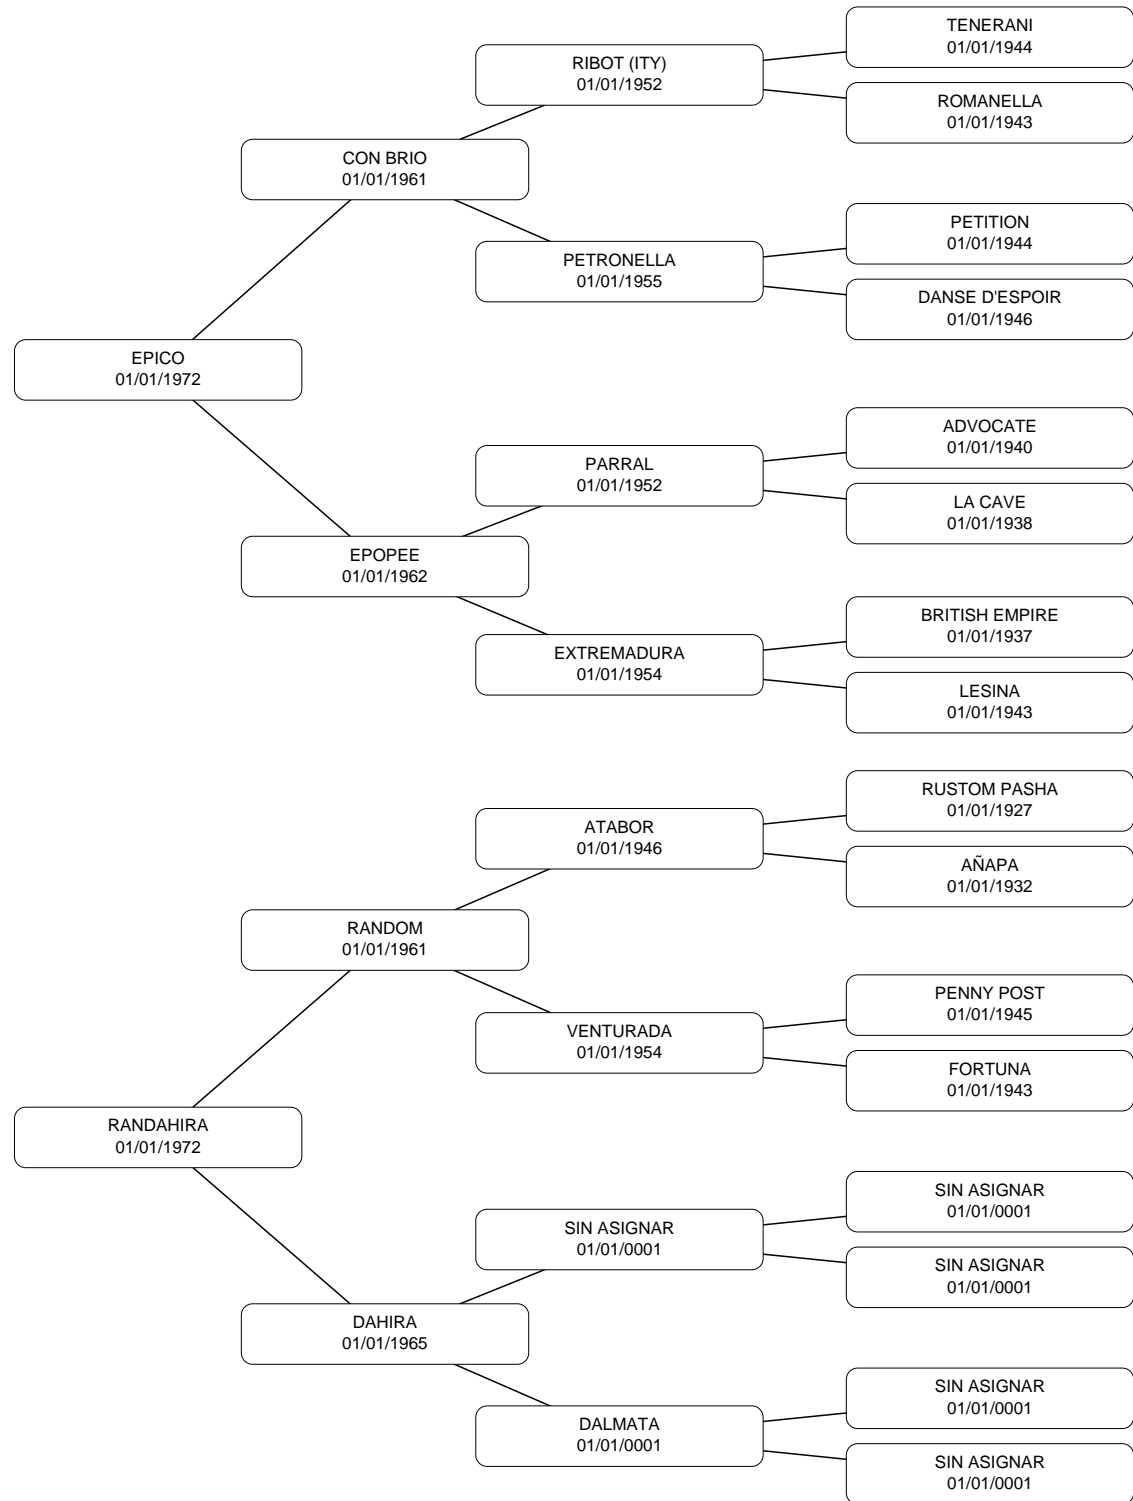 TENERANI
01/01/1944
RIBOT (ITY)
01/01/1952
ROMANELLA
01/01/1943
CON BRIO
01/01/1961
PETITION
01/01/1944
PETRONELLA
01/01/1955
DANSE D'ESPOIR
01/01/1946
EPICO
01/01/1972
ADVOCATE
01/01/1940
PARRAL
01/01/1952
LA CAVE
01/01/1938
EPOPEE
01/01/1962
BRITISH EMPIRE
01/01/1937
EXTREMADURA
01/01/1954
LESINA
01/01/1943
RUSTOM PASHA
01/01/1927
ATABOR
01/01/1946
AÑAPA
01/01/1932
RANDOM
01/01/1961
PENNY POST
01/01/1945
VENTURADA
01/01/1954
FORTUNA
01/01/1943
RANDAHIRA
01/01/1972
SIN ASIGNAR
01/01/0001
SIN ASIGNAR
01/01/0001
SIN ASIGNAR
01/01/0001
DAHIRA
01/01/1965
SIN ASIGNAR
01/01/0001
DALMATA
01/01/0001
SIN ASIGNAR
01/01/0001